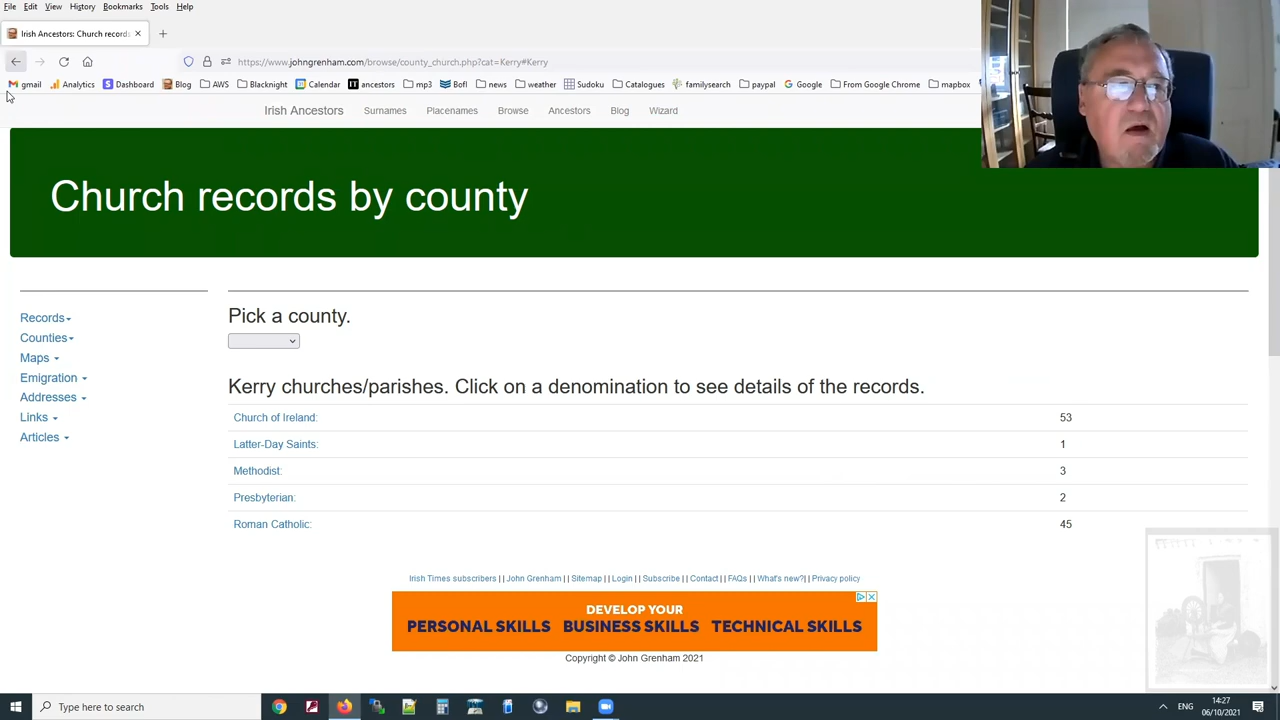 File Edit View History Bookmarks Tools Help
Irish Ancestors: Church records
https://www.johngrenham.com/browse/county_church.php?cat=Kerry#Kerry
gmail Analytics Dashboard Blog AWS Blacknight Calendar ancestors mp3 BofI news weather Sudoku Catalogues familysearch paypal Google From Google Chrome mapbox
Irish Ancestors Surnames Placenames Browse Ancestors Blog Wizard
Church records by county
Records
Counties
Maps
Emigration
Addresses
Links
Articles
Pick a county.
Kerry churches/parishes. Click on a denomination to see details of the records.
Church of Ireland: 53
Latter-Day Saints: 1
Methodist: 3
Presbyterian: 2
Roman Catholic: 45
Irish Times subscribers | | John Grenham | | Sitemap | | Login | | Subscribe | | Contact | | FAQs | | What's new?| | Privacy policy
DEVELOP YOUR
PERSONAL SKILLS BUSINESS SKILLS TECHNICAL SKILLS
Copyright © John Grenham 2021
Type here to search
ENG
14:27
06/10/2021